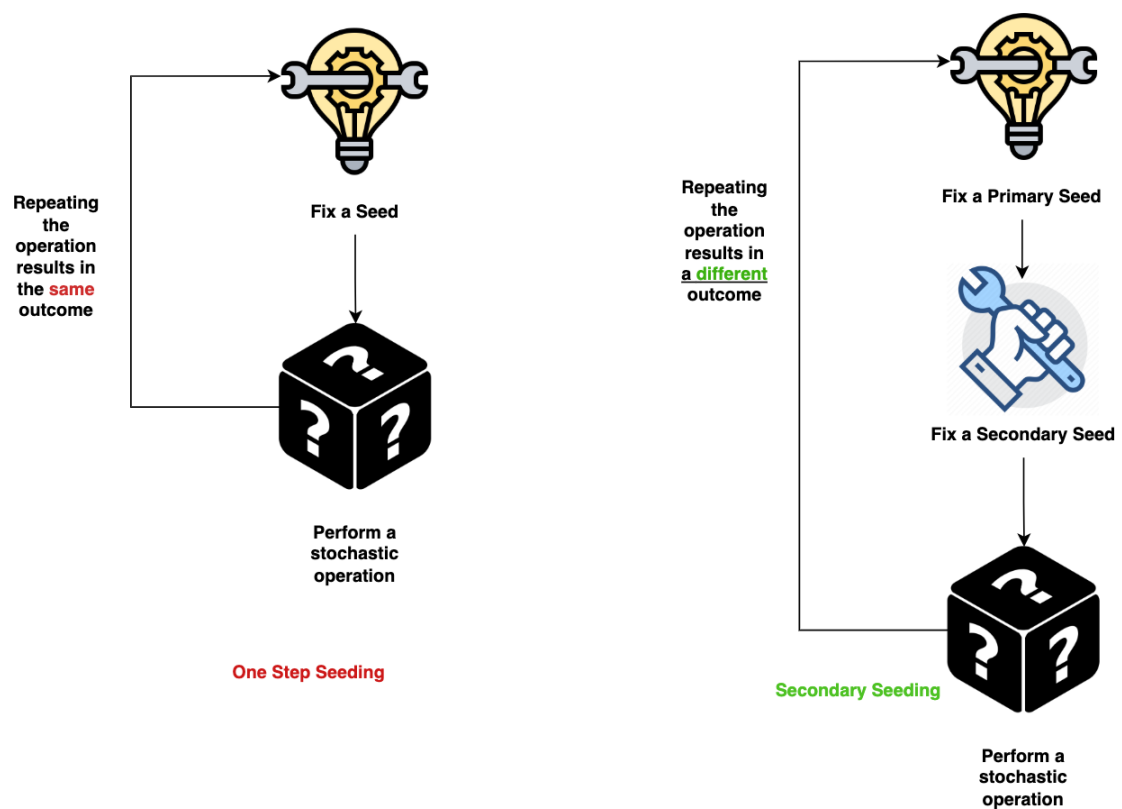 Fix a Seed
Repeating
the
operation
results in
the same
outcome
?
?
?
Perform a
stochastic
operation
One Step Seeding
Fix a Primary Seed
Repeating
the
operation
results in
a different
outcome
Fix a Secondary Seed
?
?
?
Secondary Seeding
Perform a
stochastic
operation